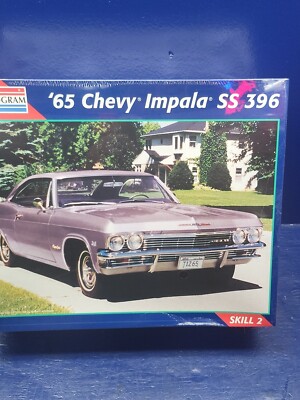 GRAM
'65 Chevy Impala SS 396
SKILL 2